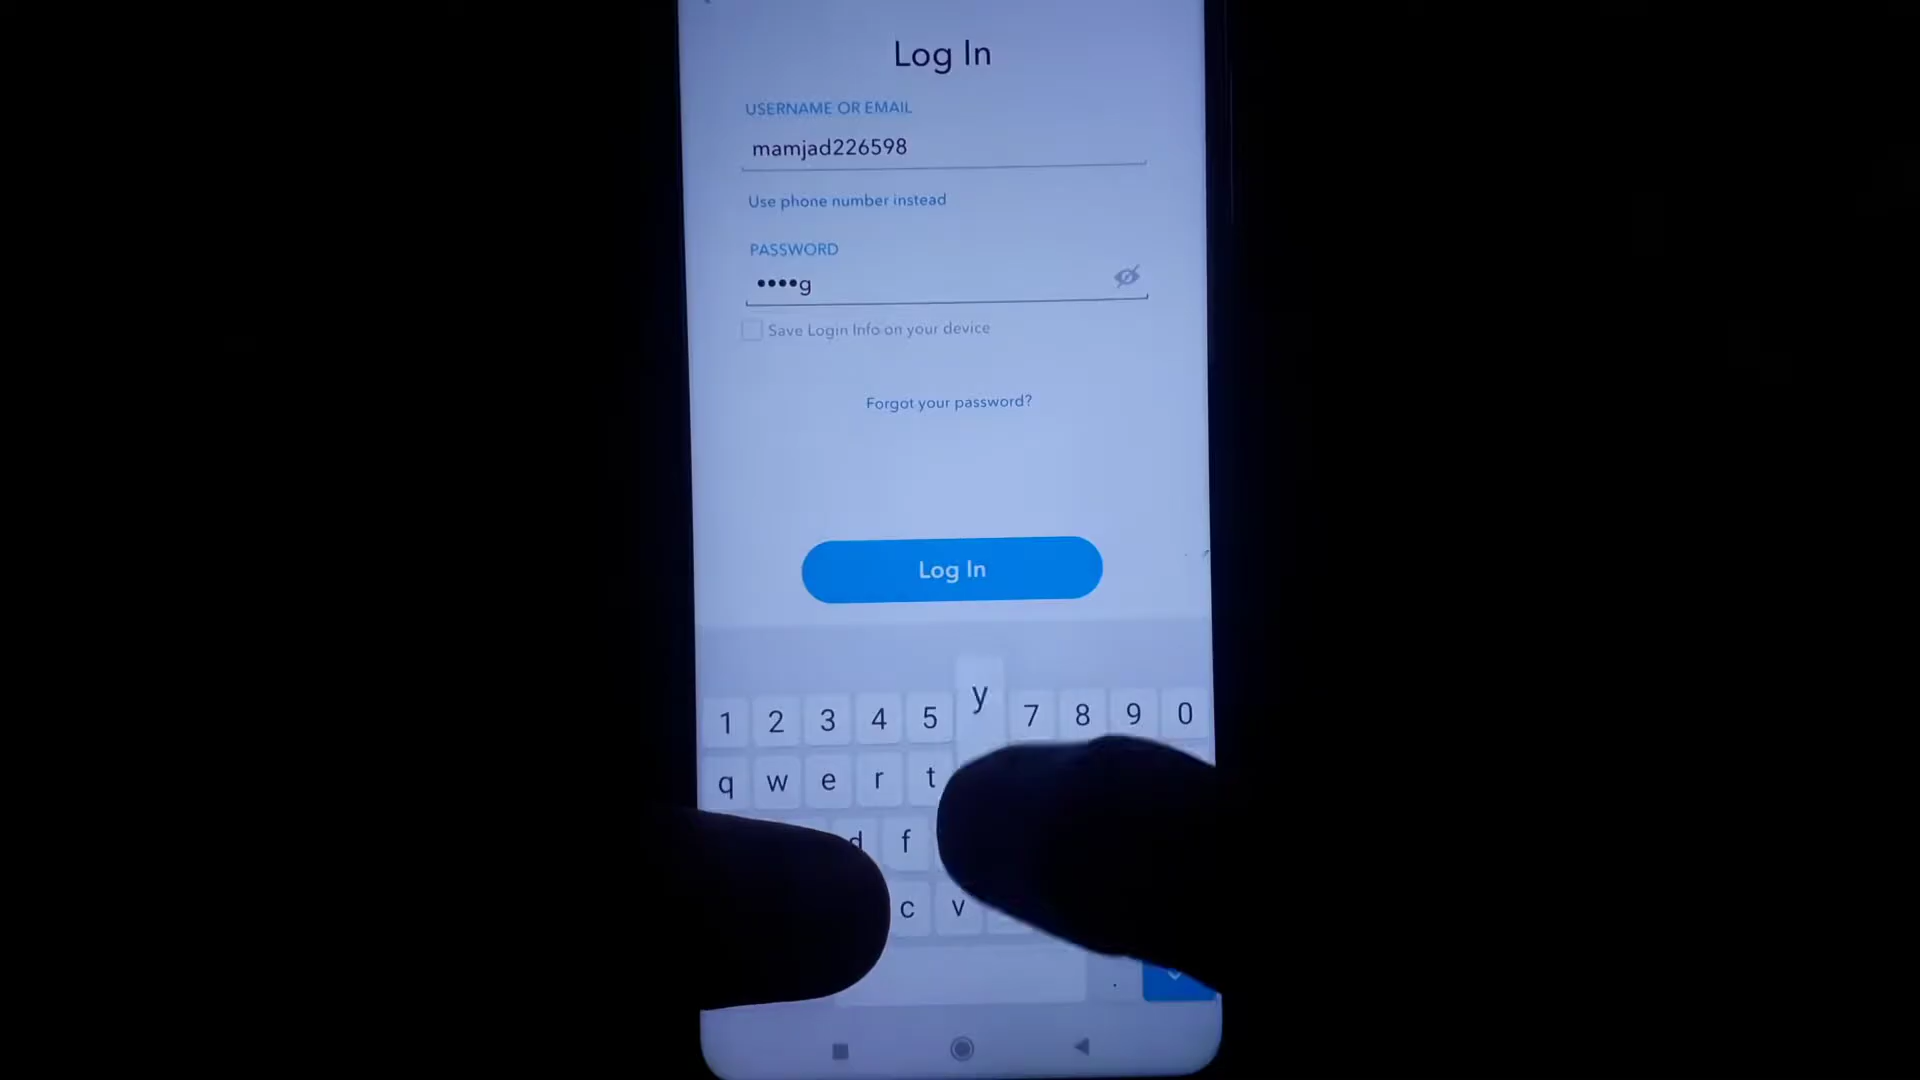 Log In
USERNAME OR EMAIL
mamjad226598
Use phone number instead
PASSWORD
••••g
Save Login Info on your device
Forgot your password?
Log In
y
1 2 3 4 5 7 8 9 0
q w e r t
d f
c v
.